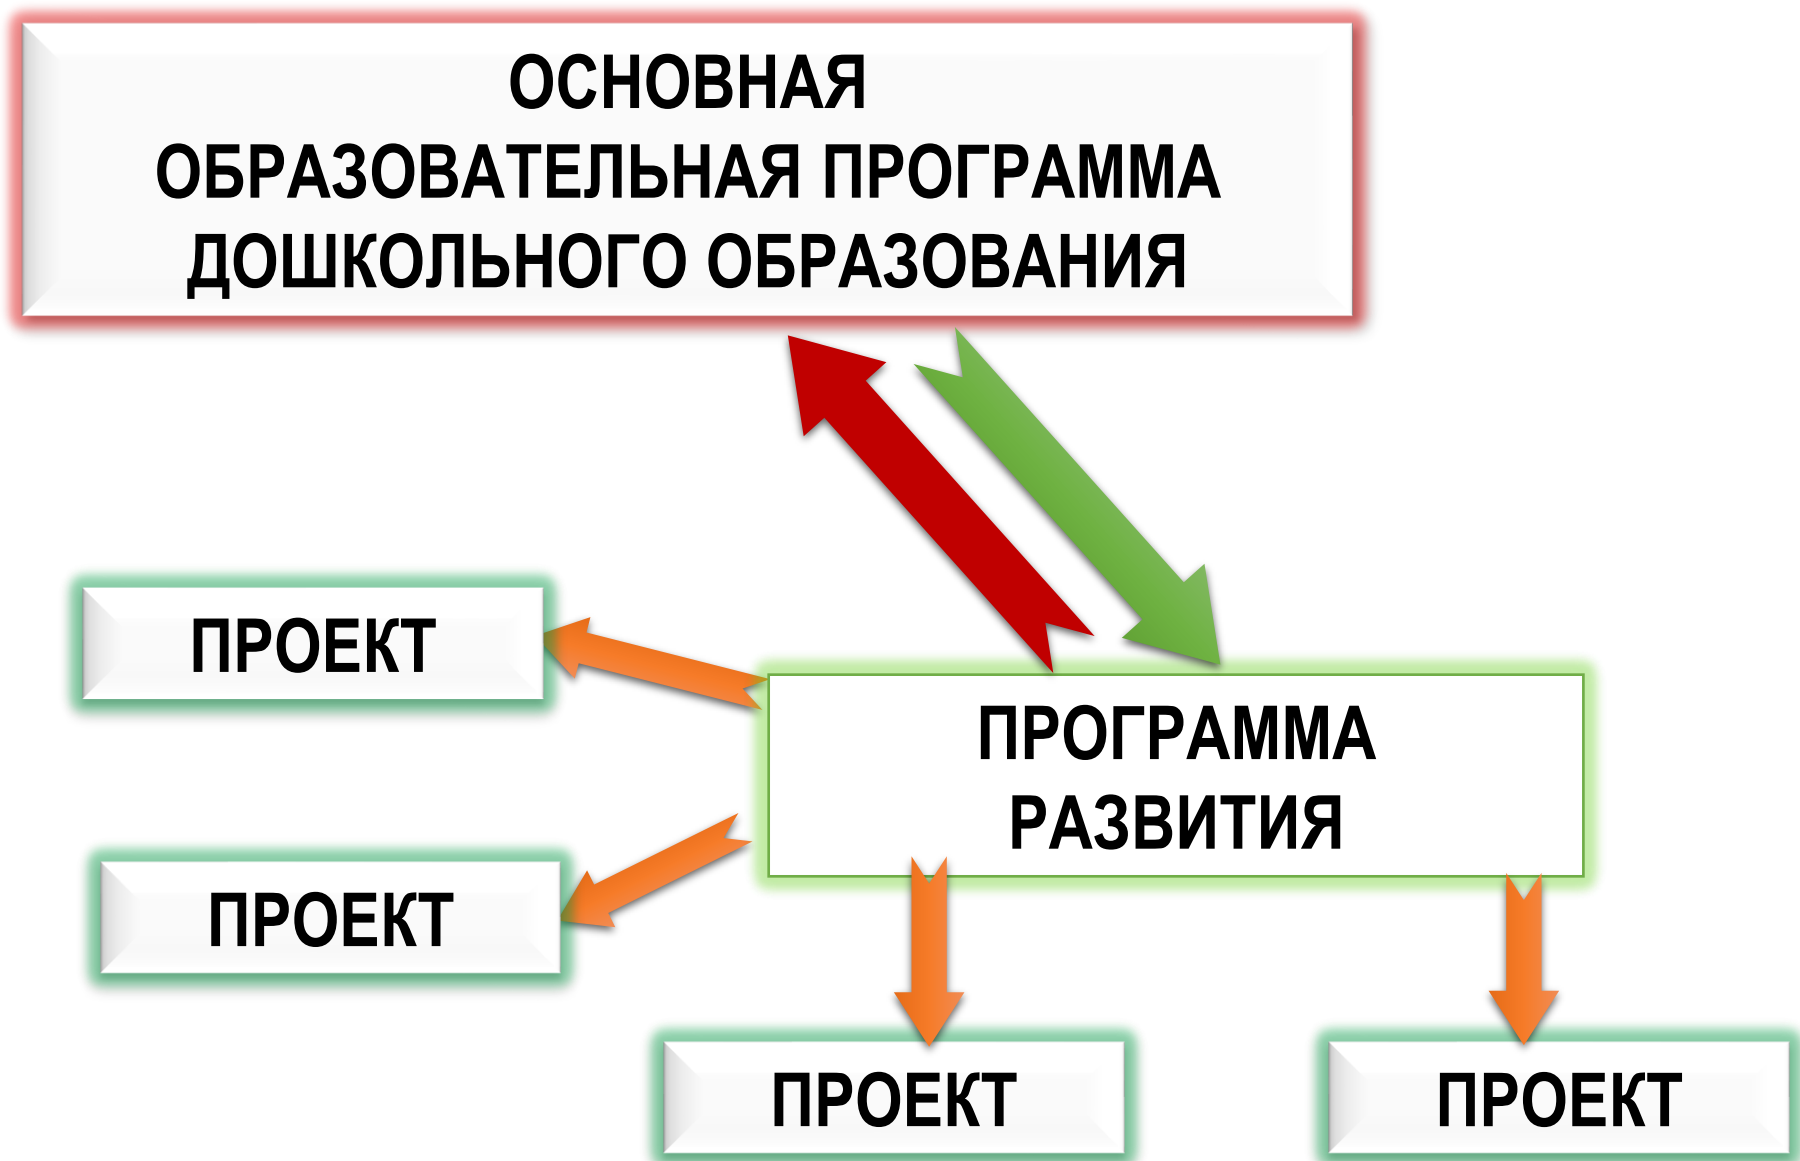 ОСНОВНАЯ
ОБРАЗОВАТЕЛЬНАЯ ПРОГРАММА
ДОШКОЛЬНОГО ОБРАЗОВАНИЯ
ПРОЕКТ
ПРОГРАММА
РАЗВИТИЯ
ПРОЕКТ
ПРОЕКТ
ПРОЕКТ